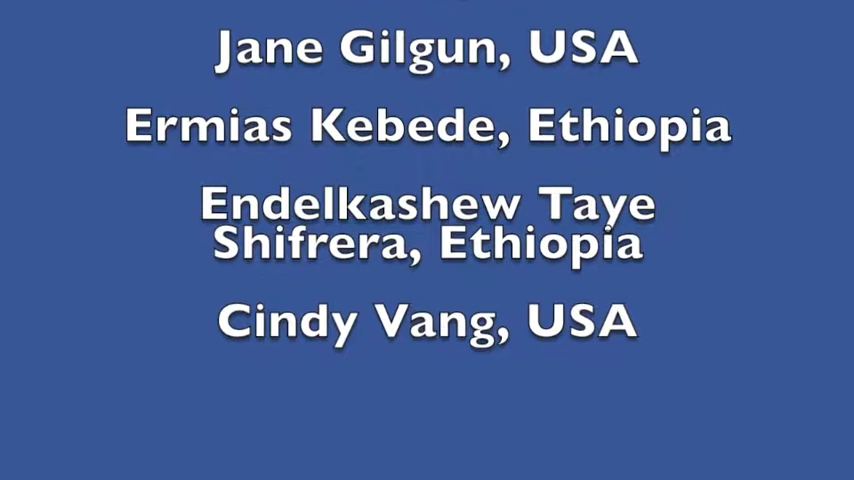 Jane Gilgun, USA
Ermias Kebede, Ethiopia
Endelkashew Taye
Shifrera, Ethiopia
Cindy Vang, USA